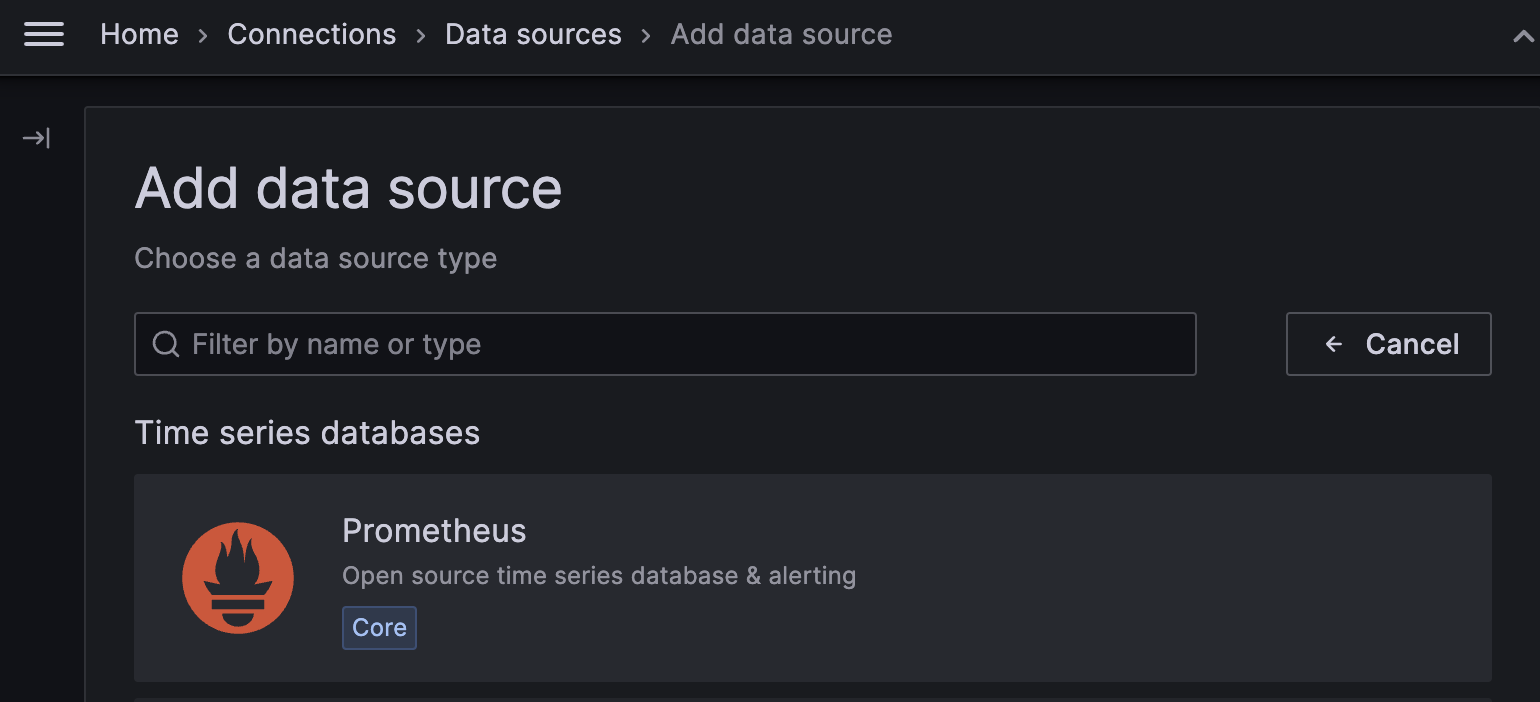 Home › Connections › Data sources › Add data source
Add data source
Choose a data source type
Filter by name or type
← Cancel
Time series databases
Prometheus
Open source time series database & alerting
Core